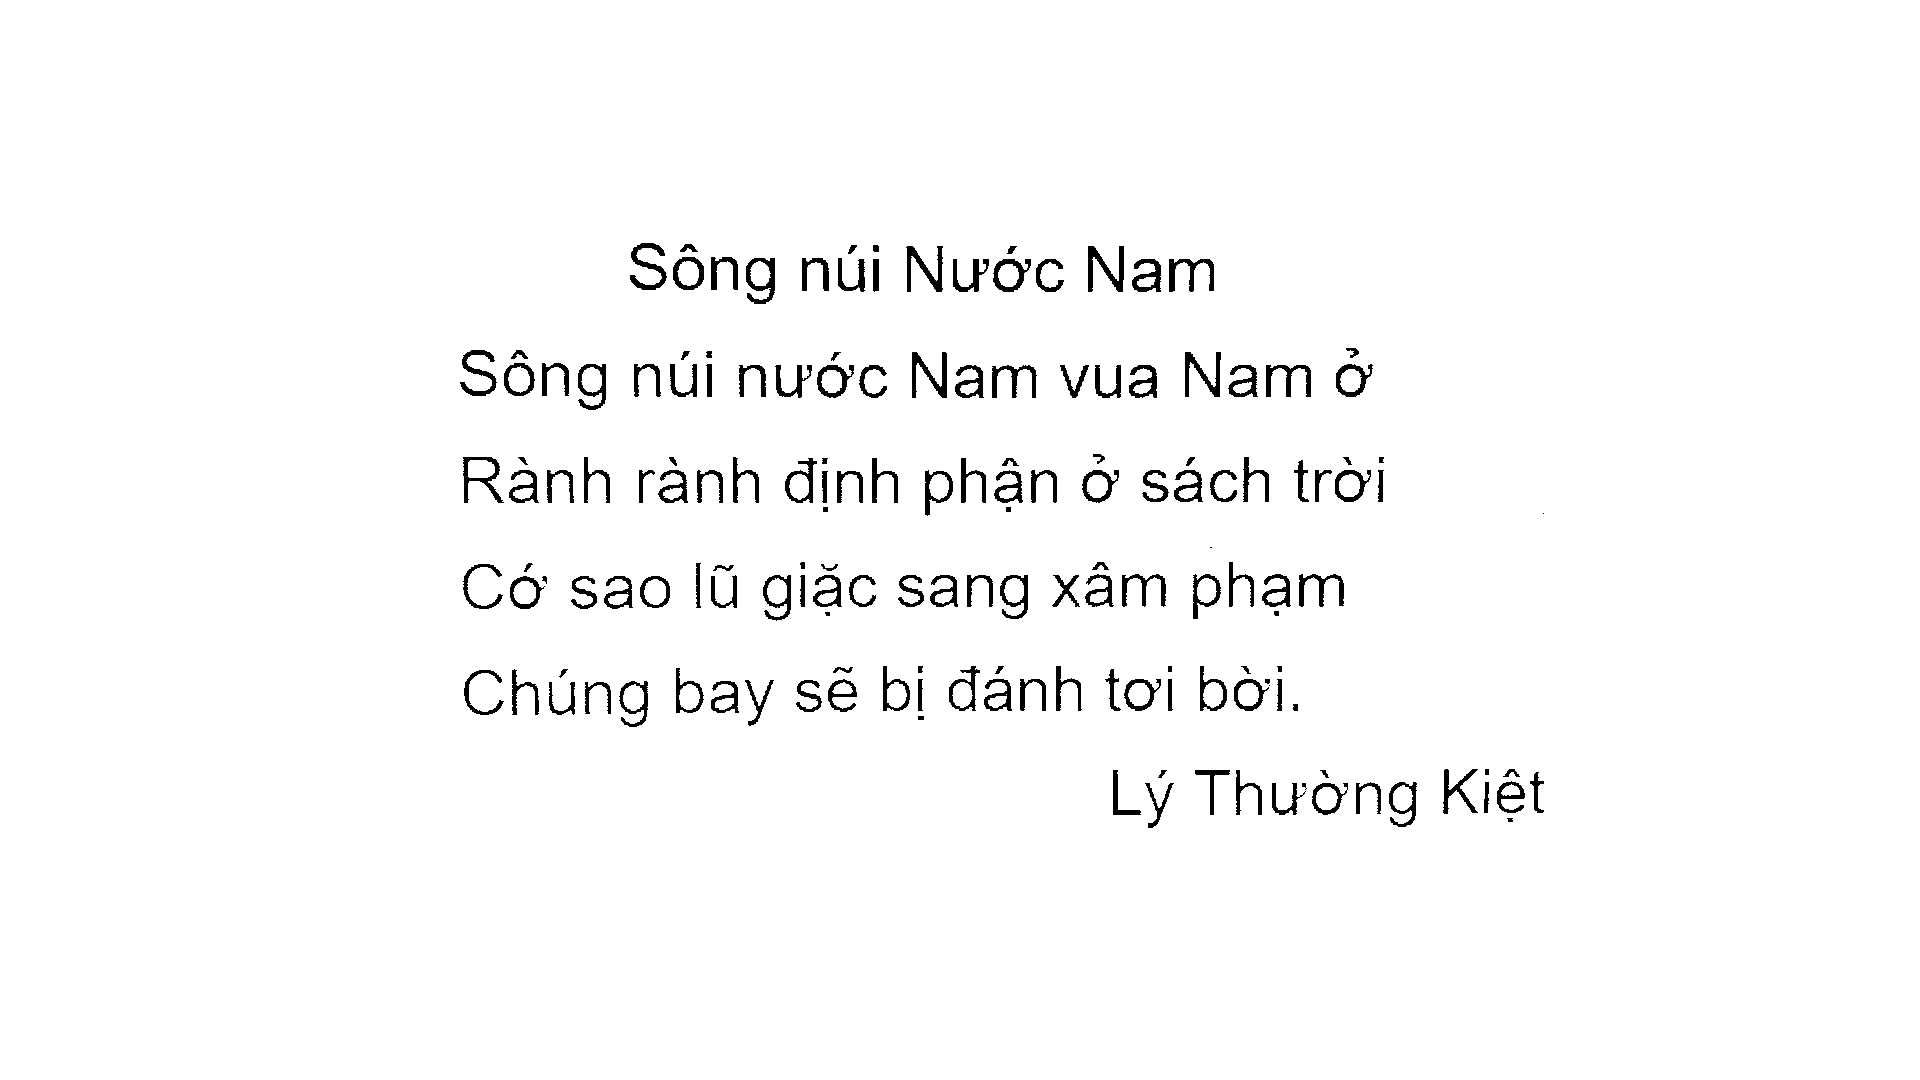 Sông núi Nước Nam
Sông núi nước Nam vua Nam ở
Rành rành định phận ở sách trời
Cớ sao lũ giặc sang xâm phạm
Chúng bay sẽ bị đánh tơi bời.
Lý Thường Kiệt